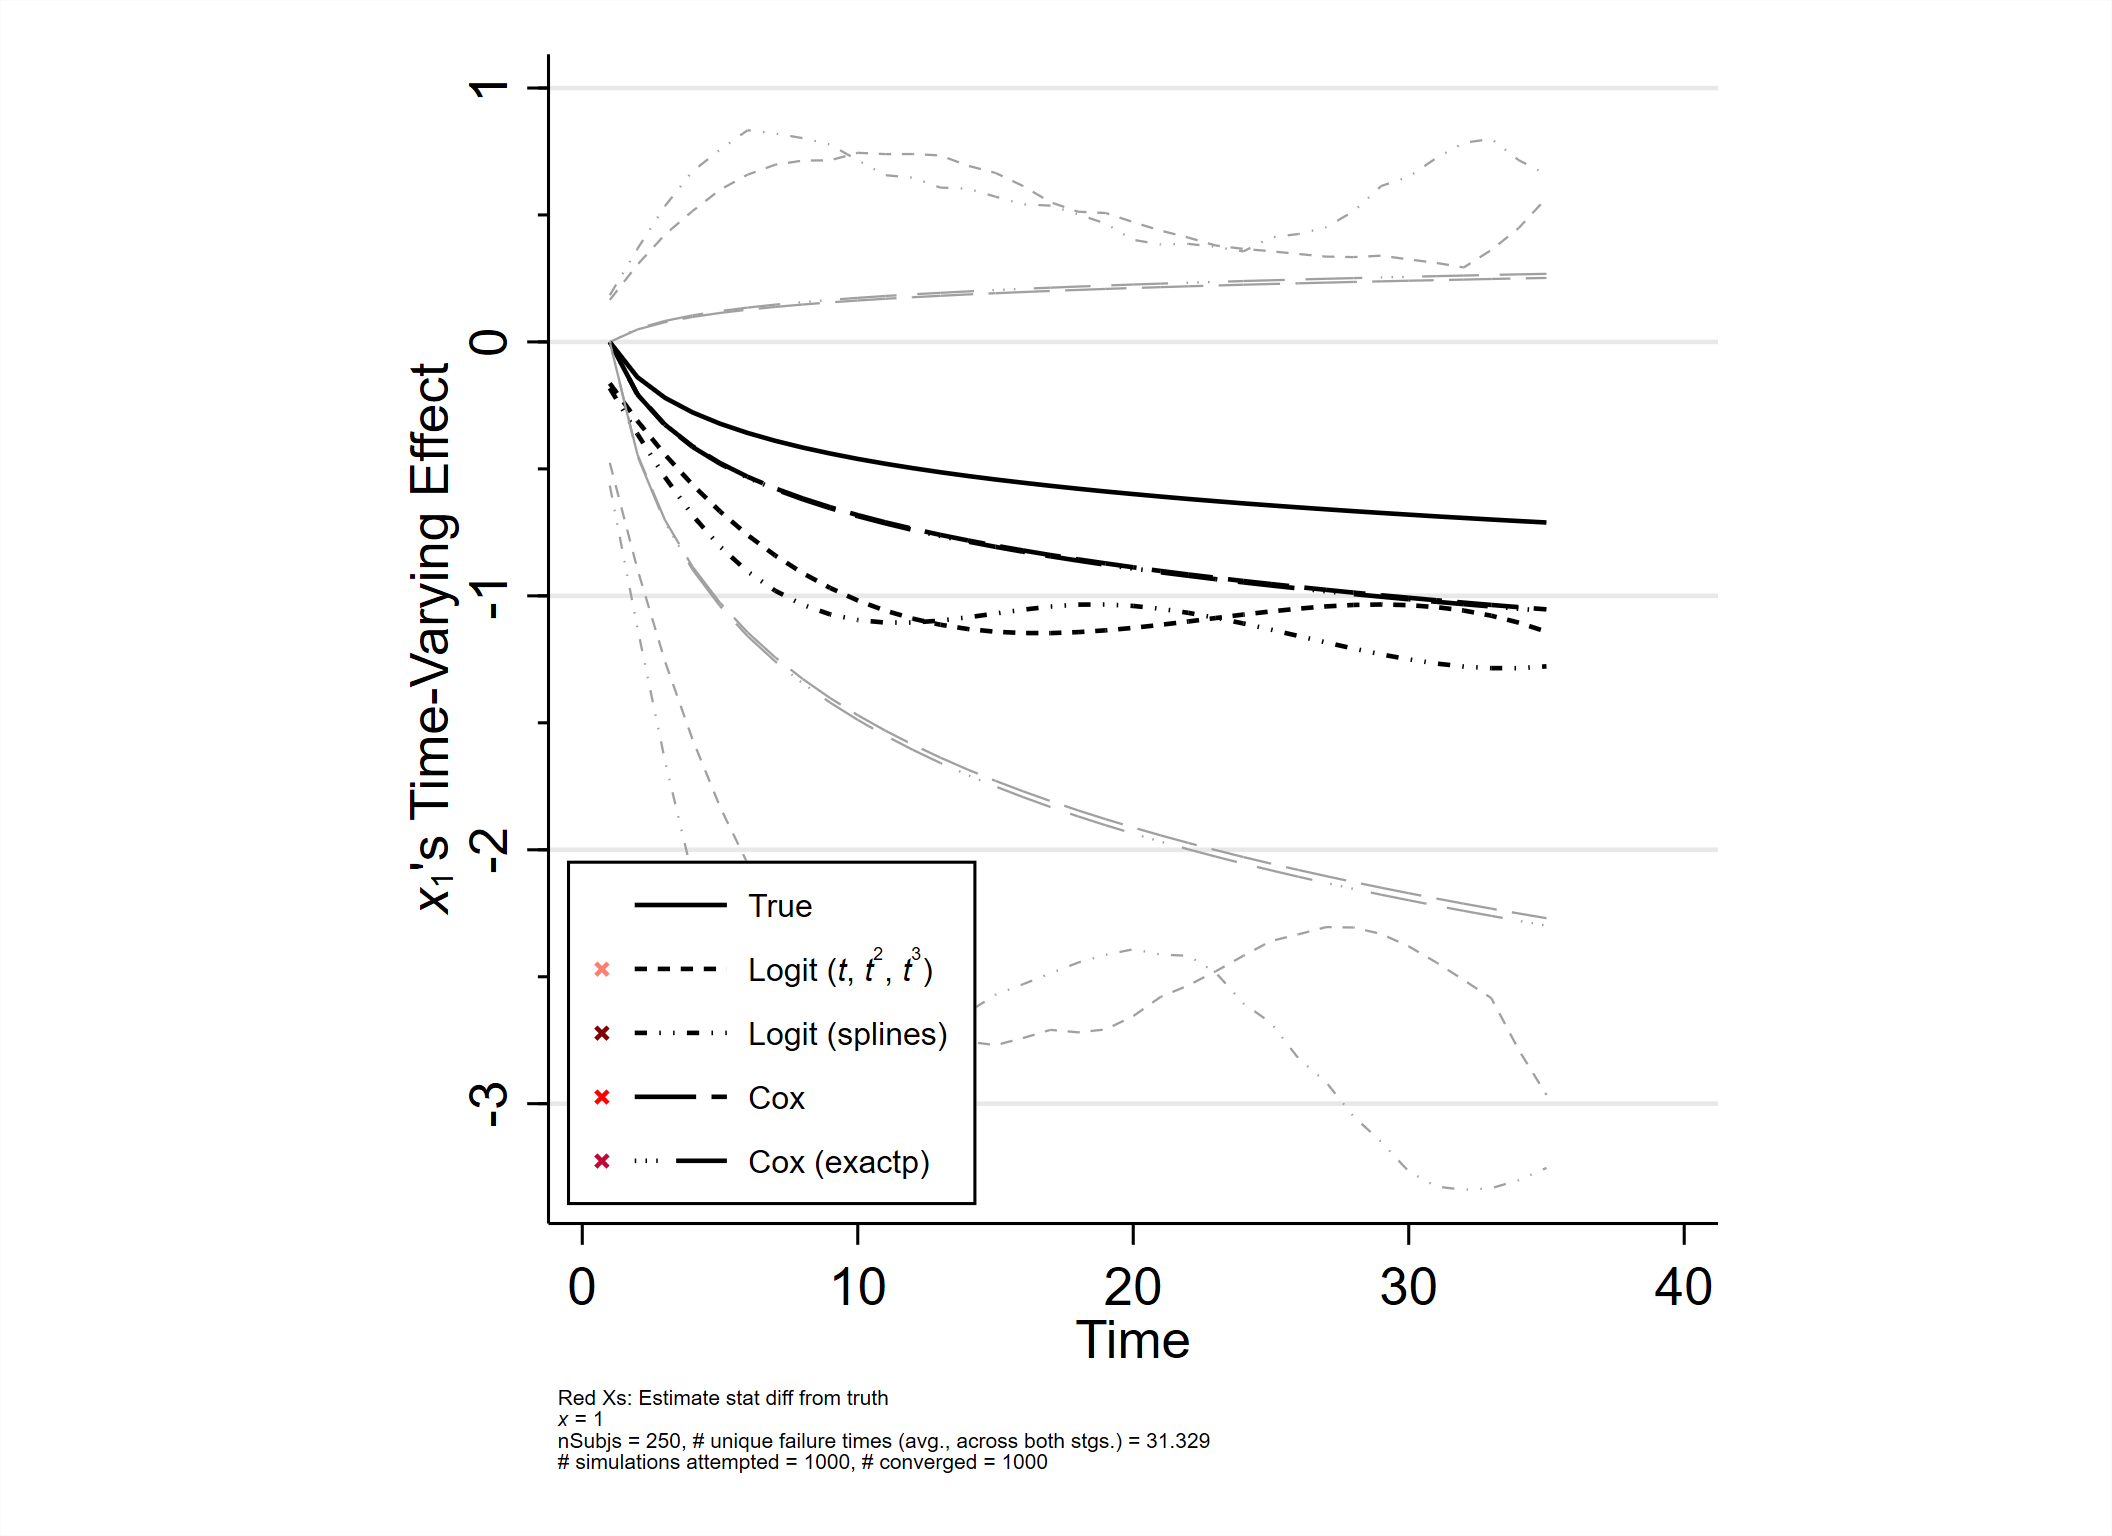 x₁'s Time-Varying Effect
1
0
-1
-2
-3
True
Logit (t, t², t³)
Logit (splines)
Cox
Cox (exactp)
0 10 20 30 40
Time
Red Xs: Estimate stat diff from truth
x = 1
nSubjs = 250, # unique failure times (avg., across both stgs.) = 31.329
# simulations attempted = 1000, # converged = 1000